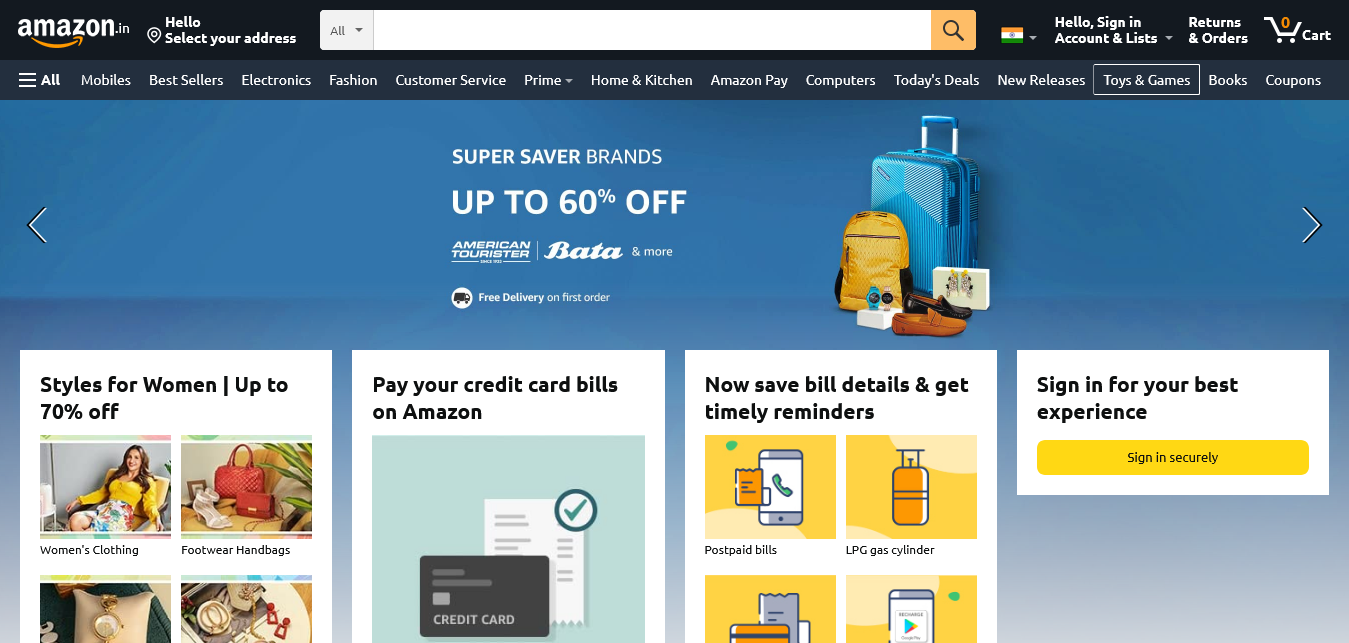 amazon.in
Hello
Select your address
All
Hello, Sign in
Account & Lists
Returns
& Orders
0
Cart
All Mobiles Best Sellers Electronics Fashion Customer Service Prime Home & Kitchen Amazon Pay Computers Today's Deals New Releases Toys & Games Books Coupons
SUPER SAVER BRANDS
UP TO 60% OFF
AMERICAN TOURISTER
SINCE 1933
Bata
& more
Free Delivery on first order
Styles for Women | Up to
70% off
Women's Clothing
Footwear Handbags
Pay your credit card bills
on Amazon
CREDIT CARD
Now save bill details & get
timely reminders
Postpaid bills
LPG gas cylinder
RECHARGE
Google Play
Sign in for your best
experience
Sign in securely